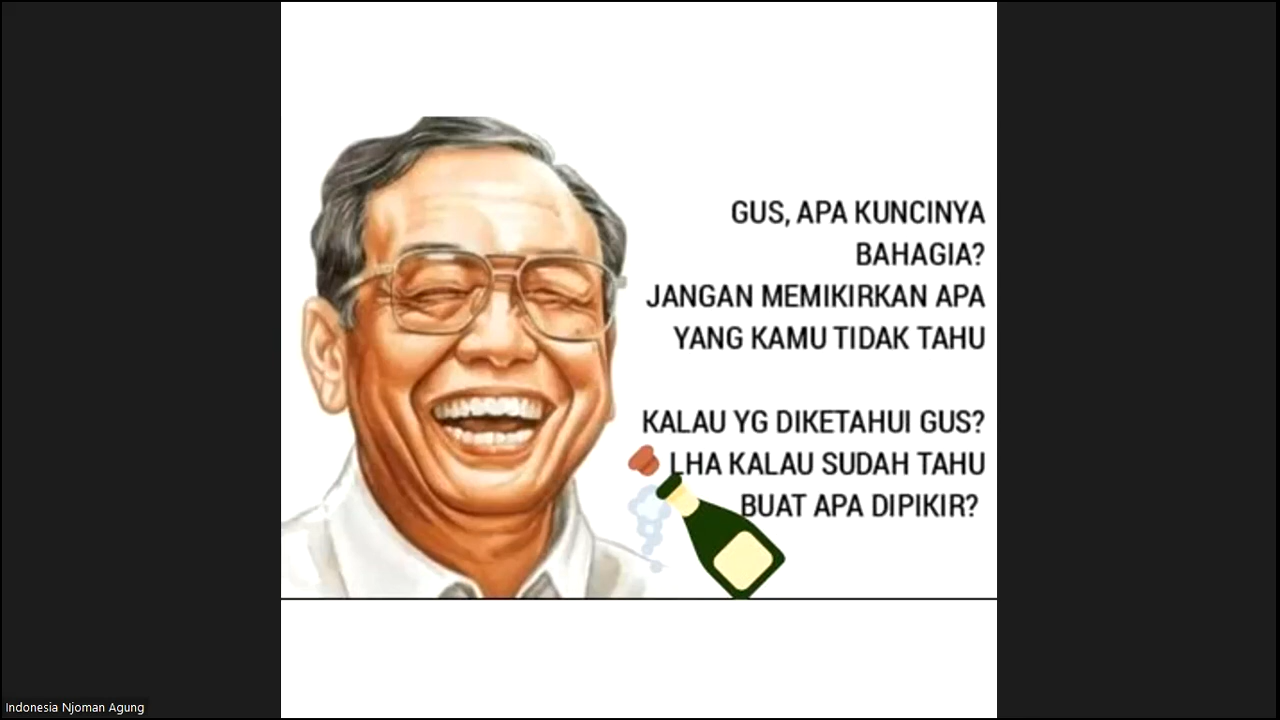 GUS, APA KUNCINYA
BAHAGIA?
JANGAN MEMIKIRKAN APA
YANG KAMU TIDAK TAHU
KALAU YG DIKETAHUI GUS?
LHA KALAU SUDAH TAHU
BUAT APA DIPIKIR?
Indonesia Njoman Agung